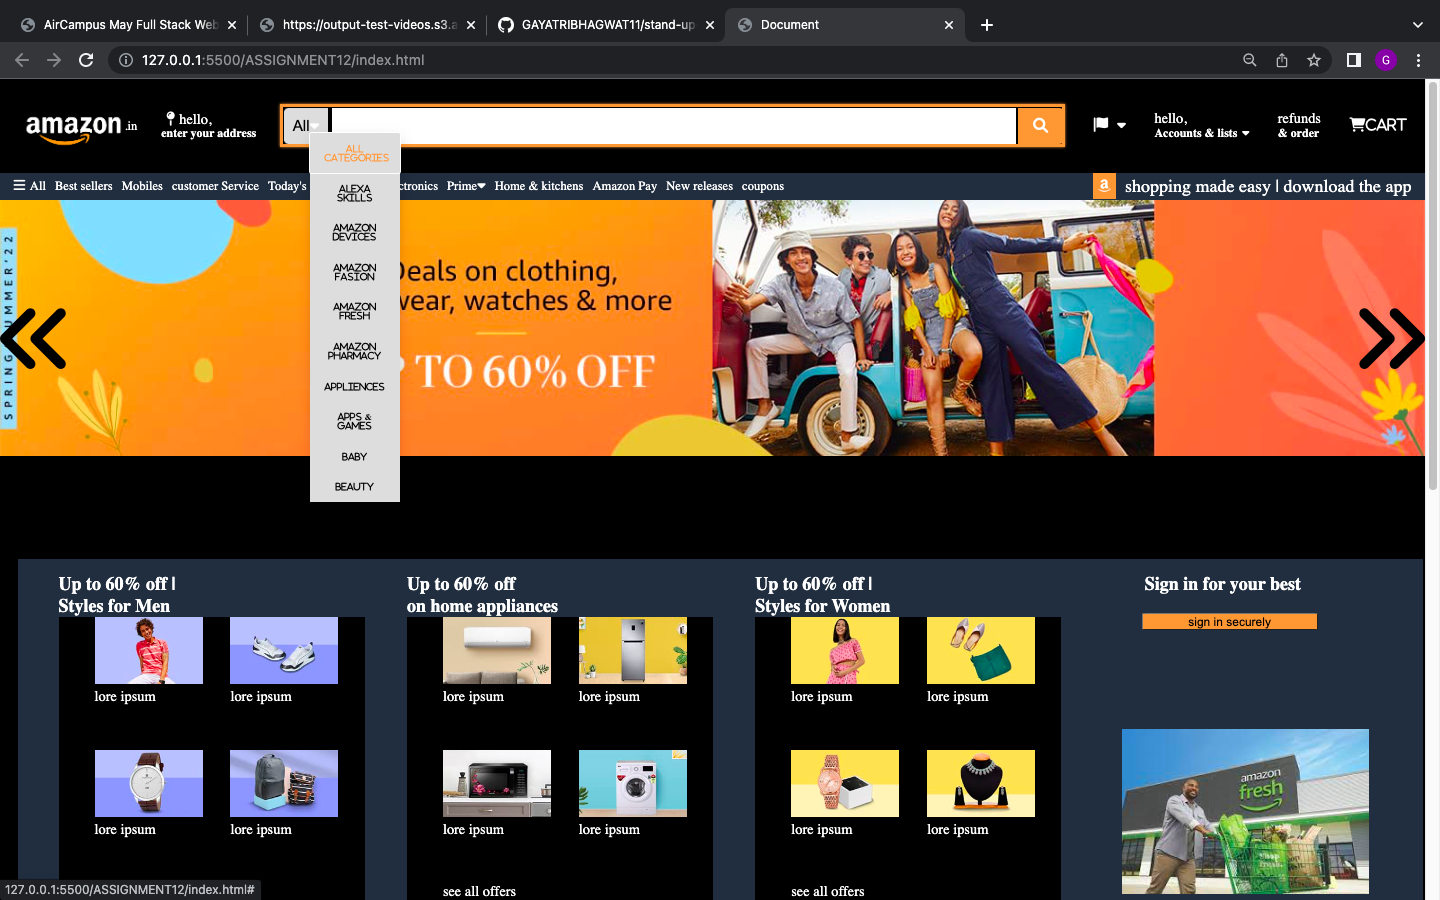 AirCampus May Full Stack Web
https://output-test-videos.s3.a
GAYATRIBHAGWAT11/stand-up
Document
127.0.0.1:5500/ASSIGNMENT12/index.html
G
amazon.in
hello,
enter your address
All
hello,
Accounts & lists
refunds
& order
CART
All Best sellers Mobiles customer Service Today's ctronics Prime Home & kitchens Amazon Pay New releases coupons
a shopping made easy | download the app
ALL
CATEGORIES
ALEXA
SKILLS
AMAZON
DEVICES
AMAZON
FASION
AMAZON
FRESH
AMAZON
PHARMACY
APPLIENCES
APPS &
GAMES
BABY
BEAUTY
SPRING SUMMER'22
Deals on clothing,
wear, watches & more
P TO 60% OFF
Up to 60% off |
Styles for Men
lore ipsum
lore ipsum
lore ipsum
lore ipsum
Up to 60% off
on home appliances
lore ipsum
lore ipsum
lore ipsum
lore ipsum
see all offers
Up to 60% off |
Styles for Women
lore ipsum
lore ipsum
lore ipsum
lore ipsum
see all offers
Sign in for your best
sign in securely
amazon
fresh
127.0.0.1:5500/ASSIGNMENT12/index.html#